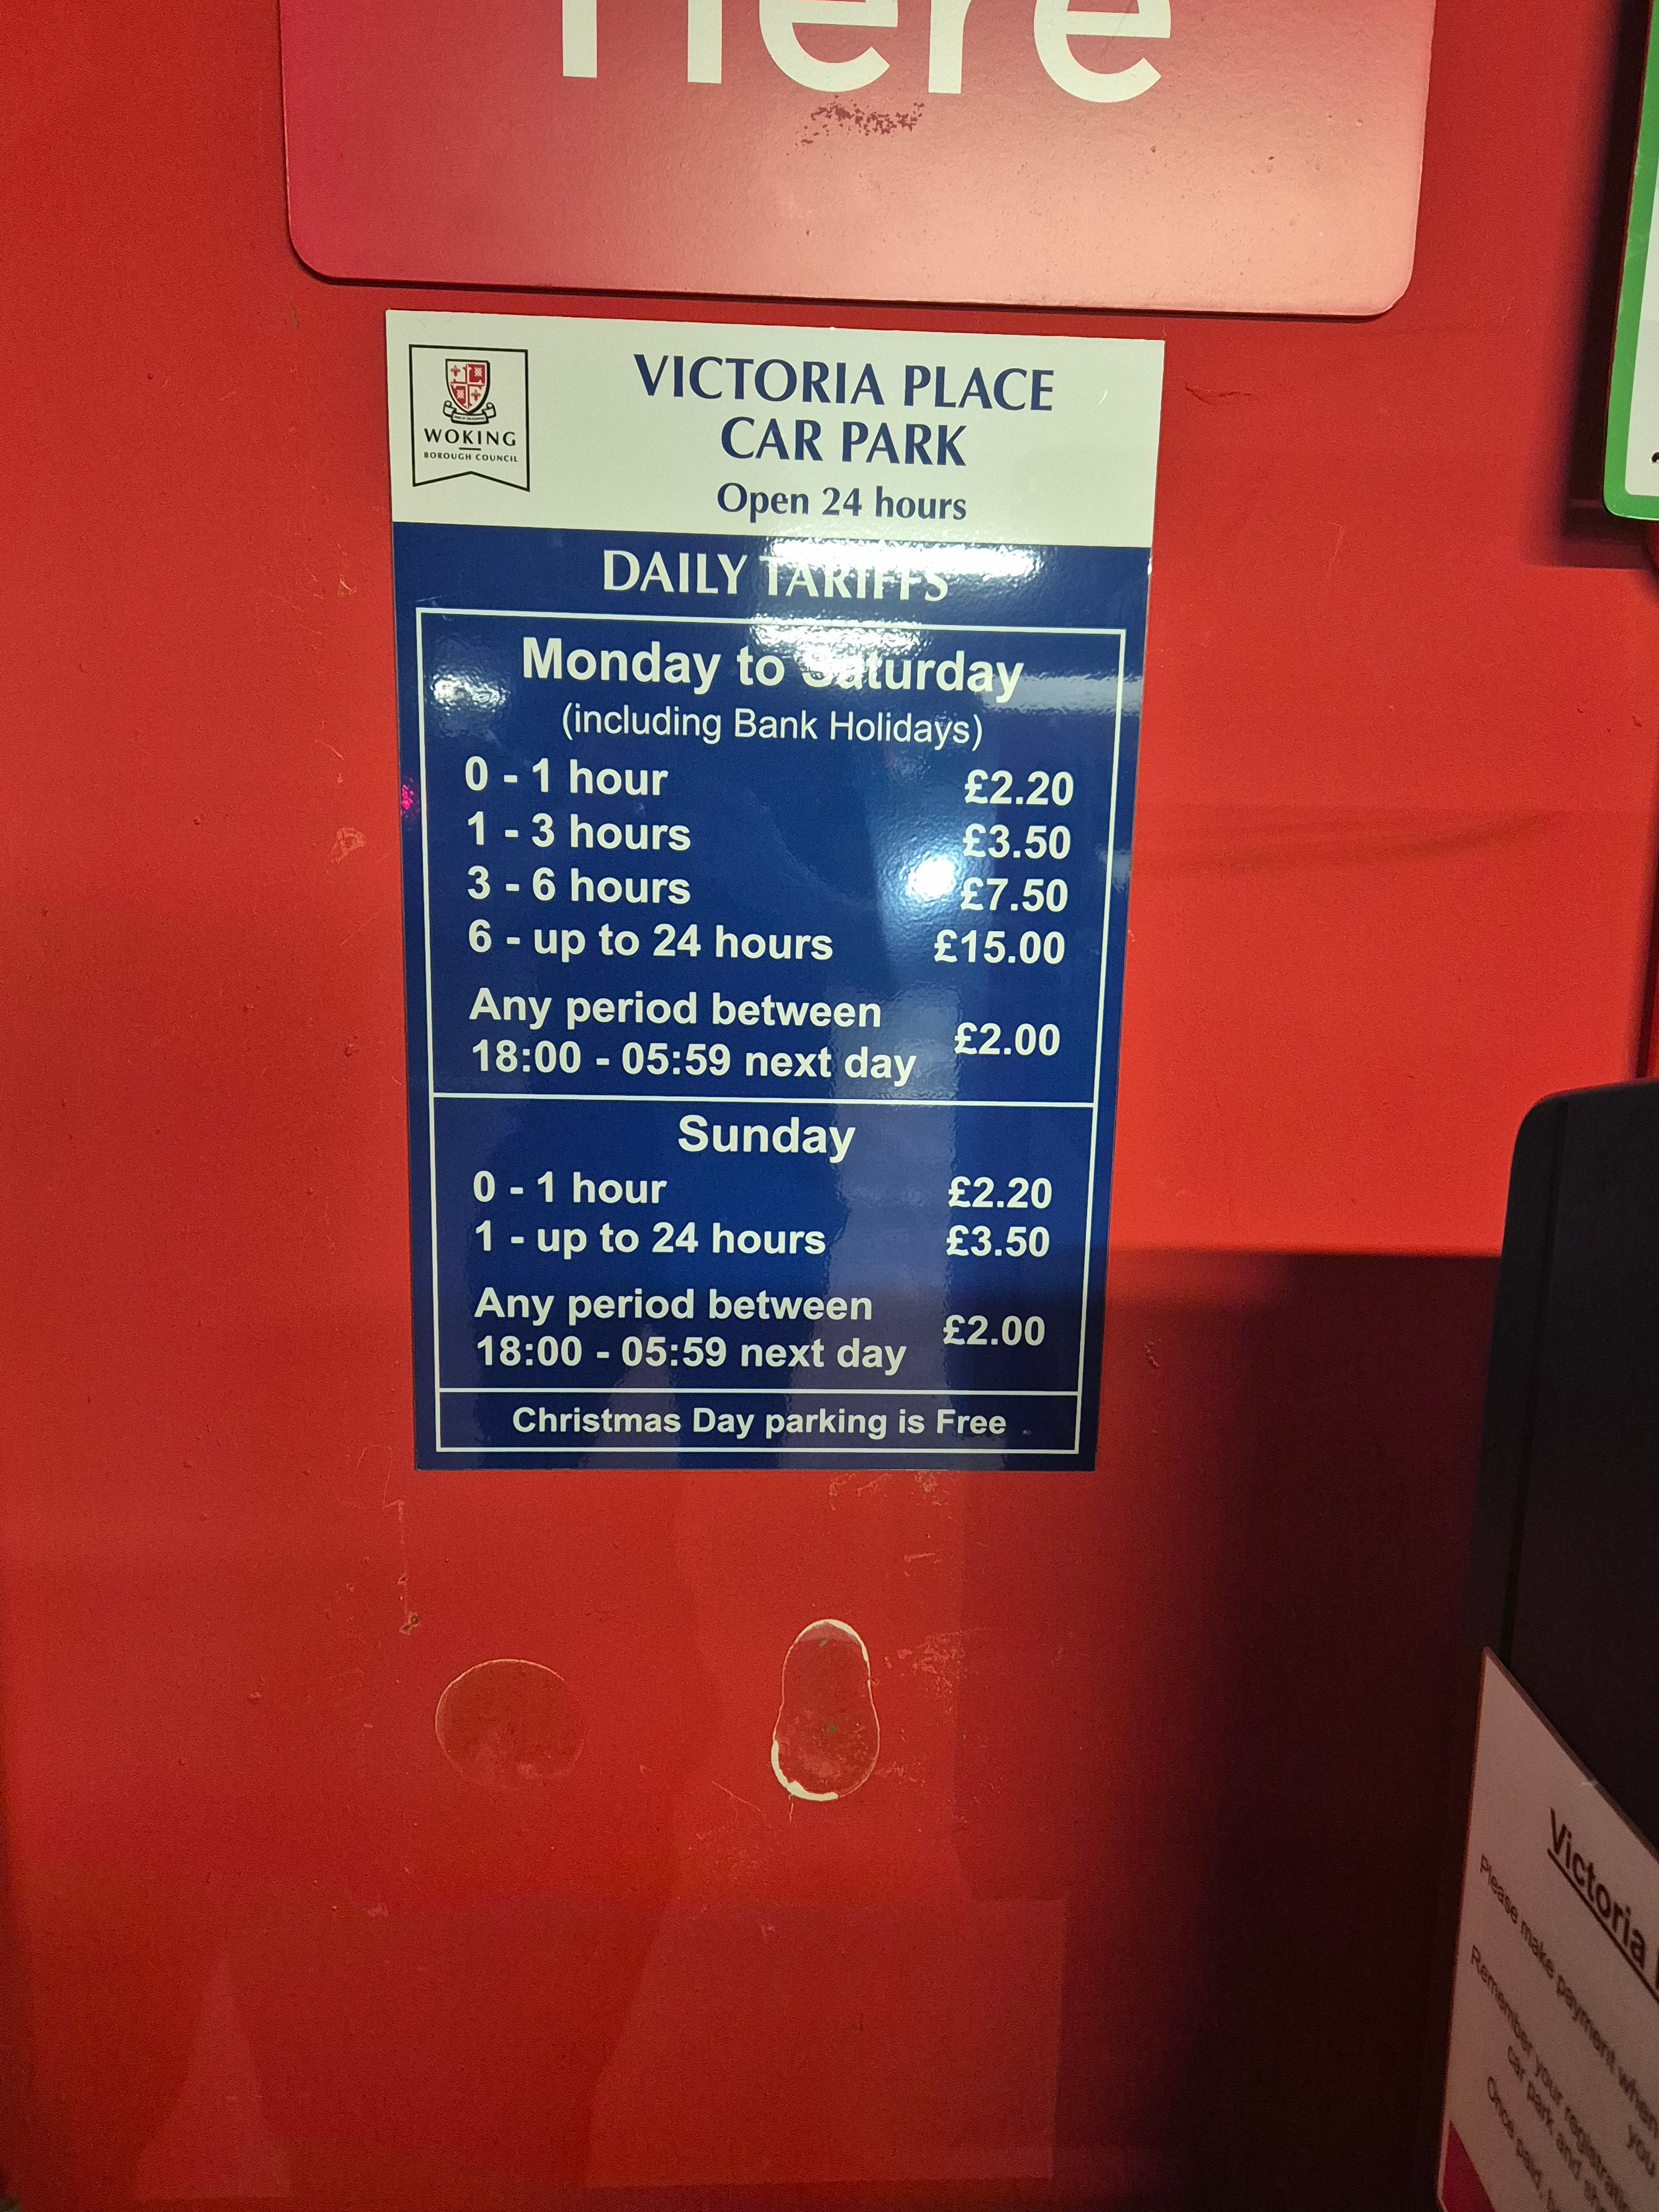 Here
WOKING
BOROUGH COUNCIL
VICTORIA PLACE
CAR PARK
Open 24 hours
DAILY TARIFFS
Monday to Saturday
(including Bank Holidays)
0 - 1 hour £2.20
1 - 3 hours £3.50
3 - 6 hours £7.50
6 - up to 24 hours £15.00
Any period between
18:00 - 05:59 next day £2.00
Sunday
0 - 1 hour £2.20
1 - up to 24 hours £3.50
Any period between
18:00 - 05:59 next day £2.00
Christmas Day parking is Free
Victoria
Please make payment when
you
Remember your
car park and
Once paid,